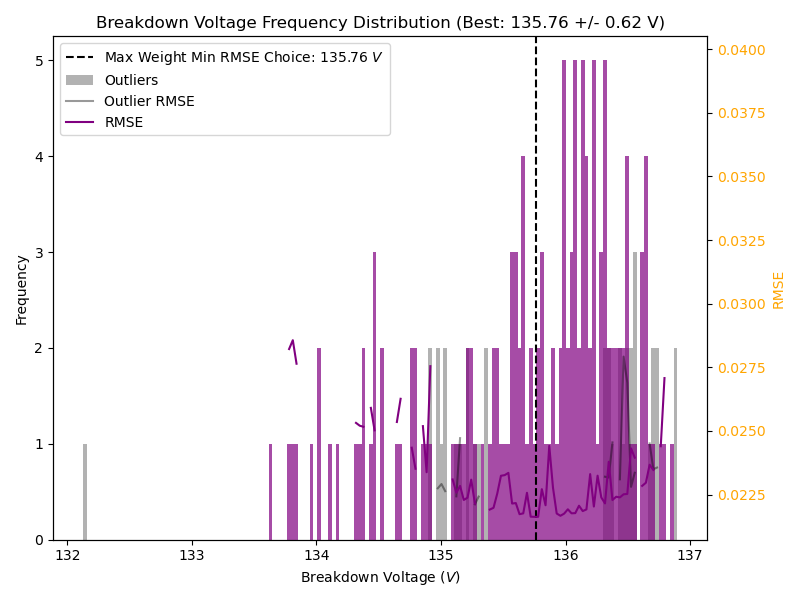 Breakdown Voltage Frequency Distribution (Best: 135.76 +/- 0.62 V)
Max Weight Min RMSE Choice: 135.76 V
Outliers
Outlier RMSE
RMSE
5
4
3
2
1
0
Frequency
132
133
134
135
136
137
Breakdown Voltage (V)
0.0400
0.0375
0.0350
0.0325
0.0300
0.0275
0.0250
0.0225
RMSE